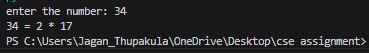 enter the number: 34
34 = 2 * 17
PS C:\Users\Jagan_Thupakula\OneDrive\Desktop\cse assignment>